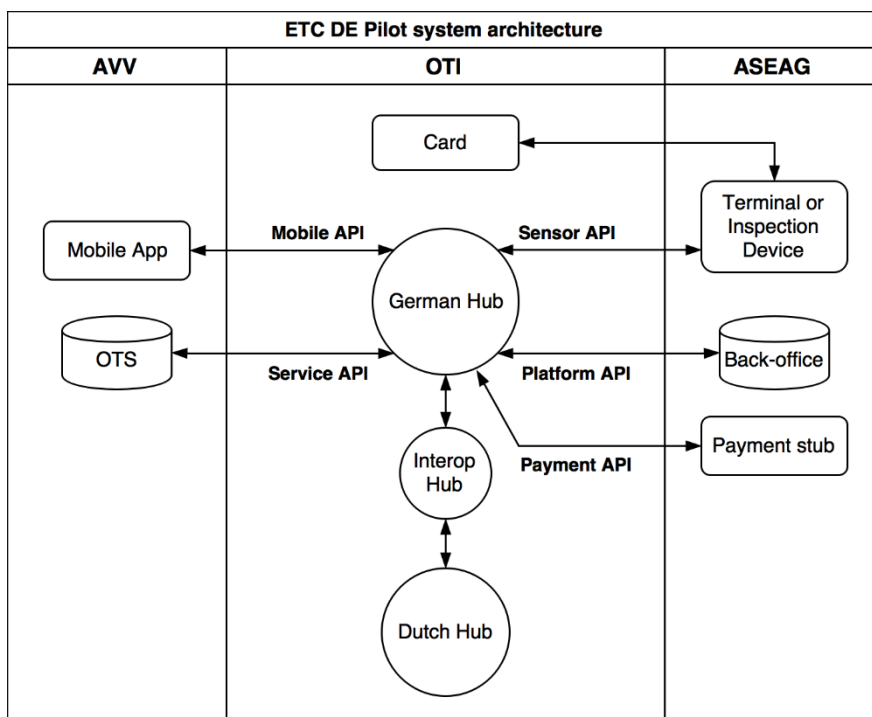 ETC DE Pilot system architecture
AVV
OTI
ASEAG
Card
Terminal or
Inspection
Device
Mobile App
Mobile API
Sensor API
German Hub
OTS
Service API
Platform API
Back-office
Interop
Hub
Payment API
Payment stub
Dutch Hub